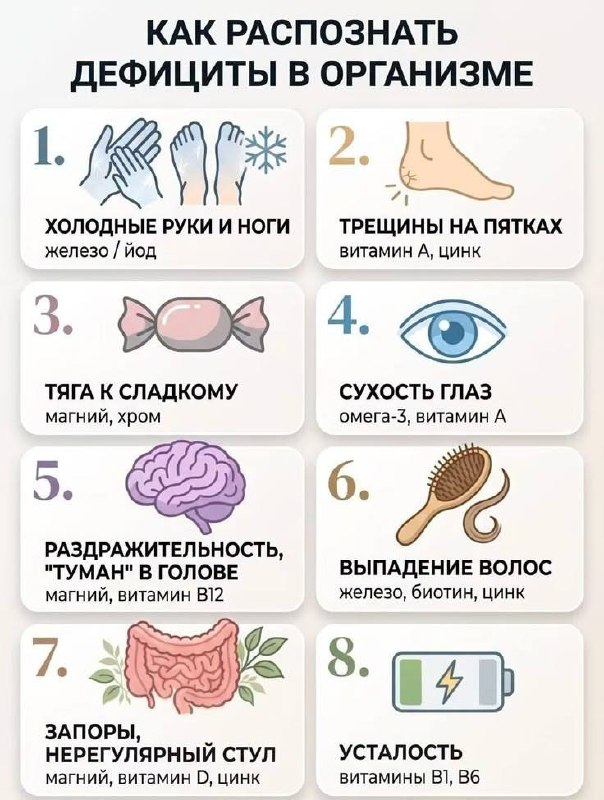 КАК РАСПОЗНАТЬ
ДЕФИЦИТЫ В ОРГАНИЗМЕ
1.
ХОЛОДНЫЕ РУКИ И НОГИ
железо / йод
2.
ТРЕЩИНЫ НА ПЯТКАХ
витамин А, цинк
3.
ТЯГА К СЛАДКОМУ
магний, хром
4.
СУХОСТЬ ГЛАЗ
омега-3, витамин А
5.
РАЗДРАЖИТЕЛЬНОСТЬ,
"ТУМАН" В ГОЛОВЕ
магний, витамин В12
6.
ВЫПАДЕНИЕ ВОЛОС
железо, биотин, цинк
7.
ЗАПОРЫ,
НЕРЕГУЛЯРНЫЙ СТУЛ
магний, витамин D, цинк
8.
УСТАЛОСТЬ
витамины В1, В6